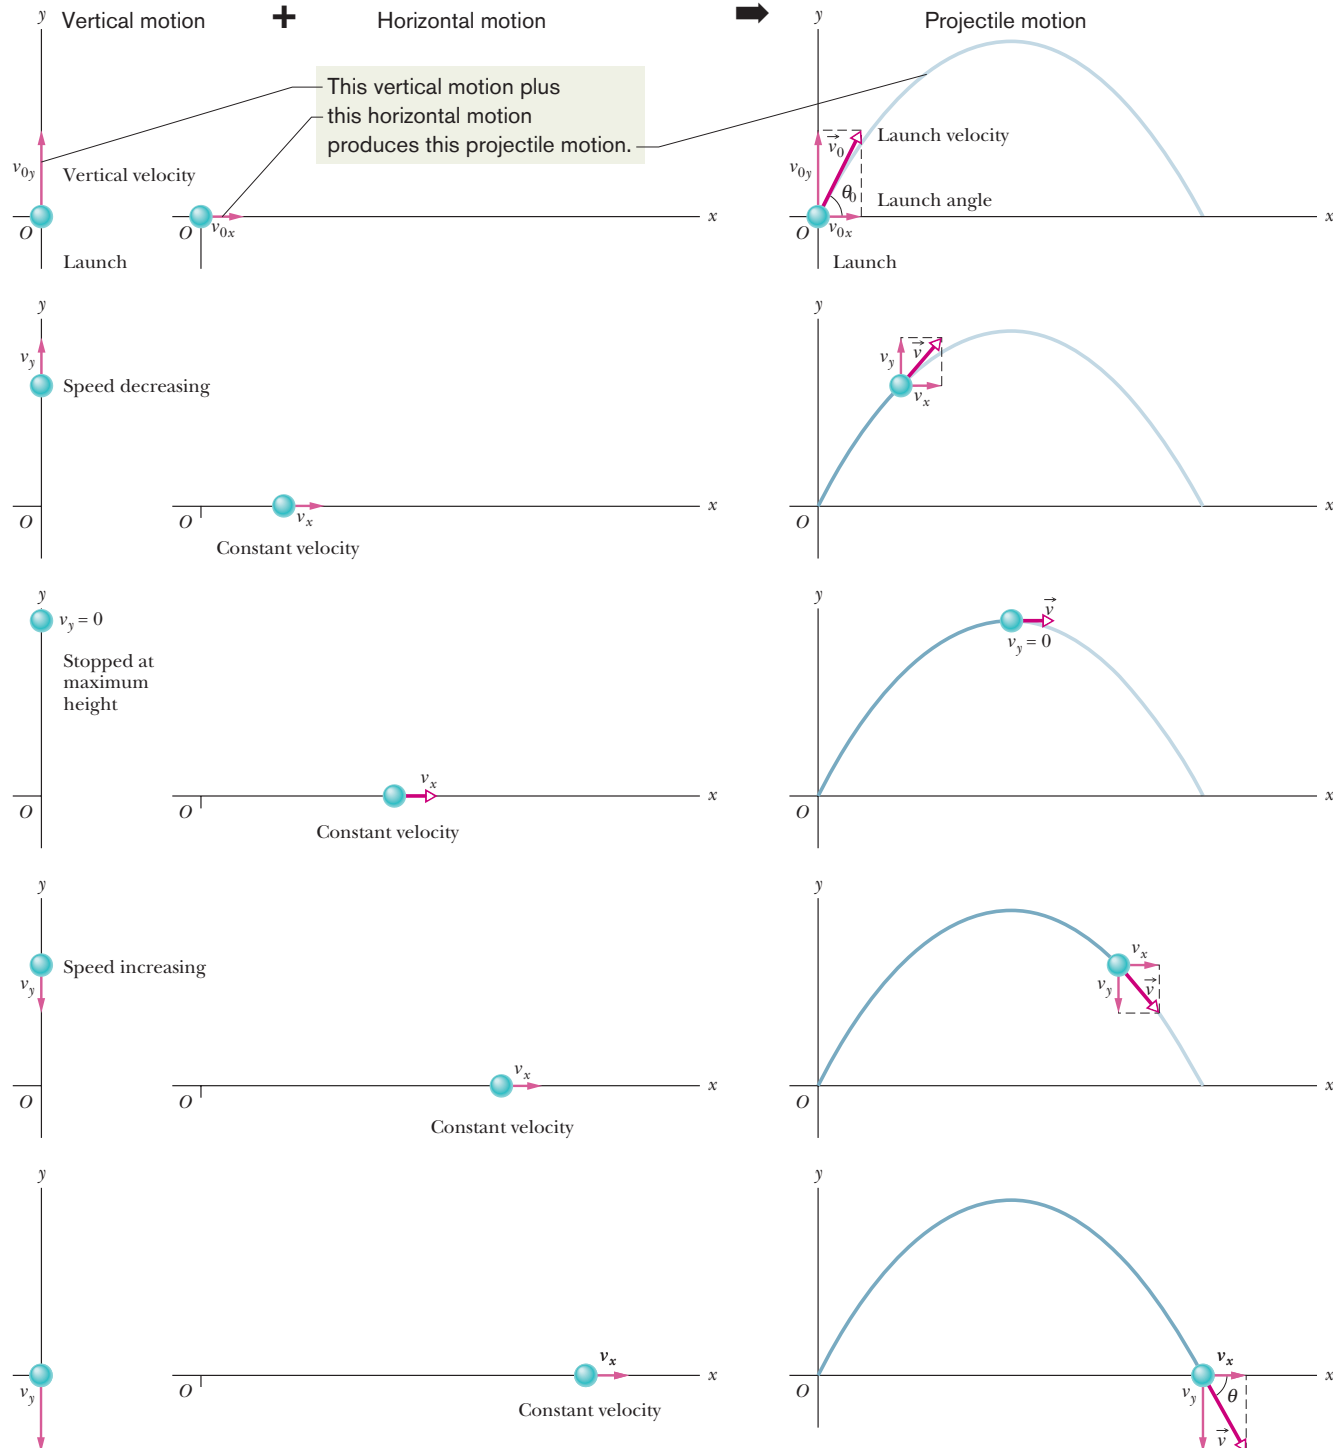 y
Vertical motion + Horizontal motion Projectile motion
y
This vertical motion plus
this horizontal motion
produces this projectile motion.
v₀y
Vertical velocity
O
v₀x
x
O
Launch
v⃗₀
Launch velocity
v₀y
θ₀
Launch angle
v₀x
x
O
Launch
y
vy
Speed decreasing
O
O
vx
x
Constant velocity
y
vy
v⃗
vx
O
x
y
vy = 0
Stopped at
maximum
height
O
O
vx
x
Constant velocity
y
v⃗
vy = 0
O
x
y
Speed increasing
vy
O
O
vx
x
Constant velocity
y
vx
vy
v⃗
O
x
y
vy
O
vx
x
Constant velocity
y
vx
x
O
vy
θ
v⃗